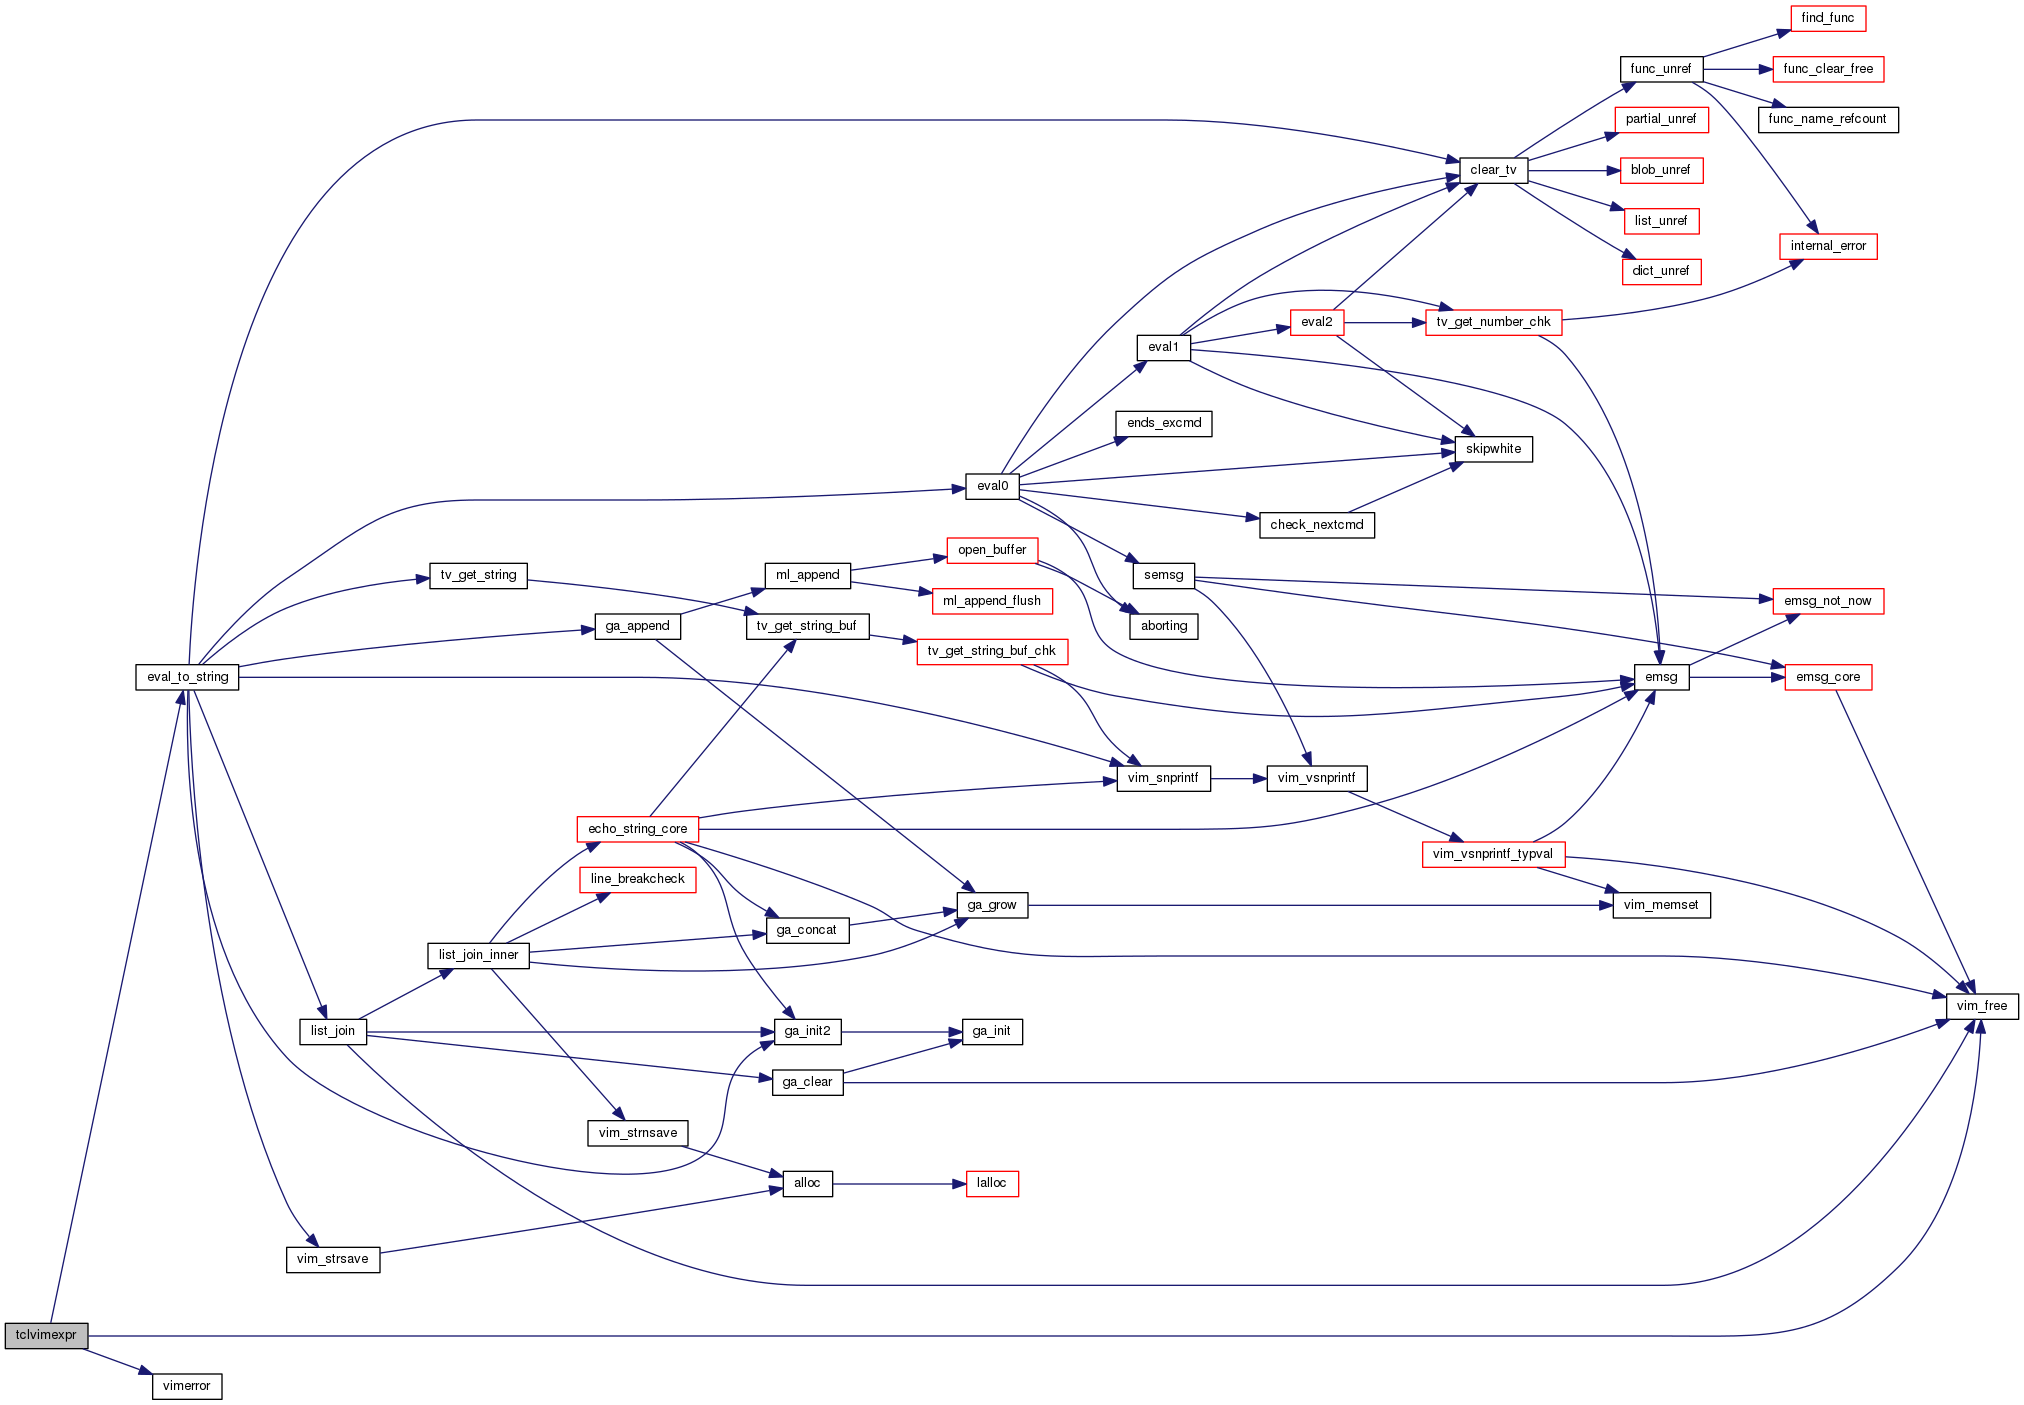 find_func
func_unref
func_clear_free
func_name_refcount
partial_unref
clear_tv
blob_unref
list_unref
internal_error
dict_unref
eval2
tv_get_number_chk
eval1
ends_excmd
skipwhite
eval0
check_nextcmd
open_buffer
tv_get_string
ml_append
semsg
ml_append_flush
emsg_not_now
ga_append
tv_get_string_buf
aborting
tv_get_string_buf_chk
eval_to_string
emsg
emsg_core
vim_snprintf
vim_vsnprintf
echo_string_core
vim_vsnprintf_typval
line_breakcheck
ga_grow
vim_memset
ga_concat
list_join_inner
vim_free
list_join
ga_init2
ga_init
ga_clear
vim_strnsave
alloc
lalloc
vim_strsave
tclvimexpr
vimerror